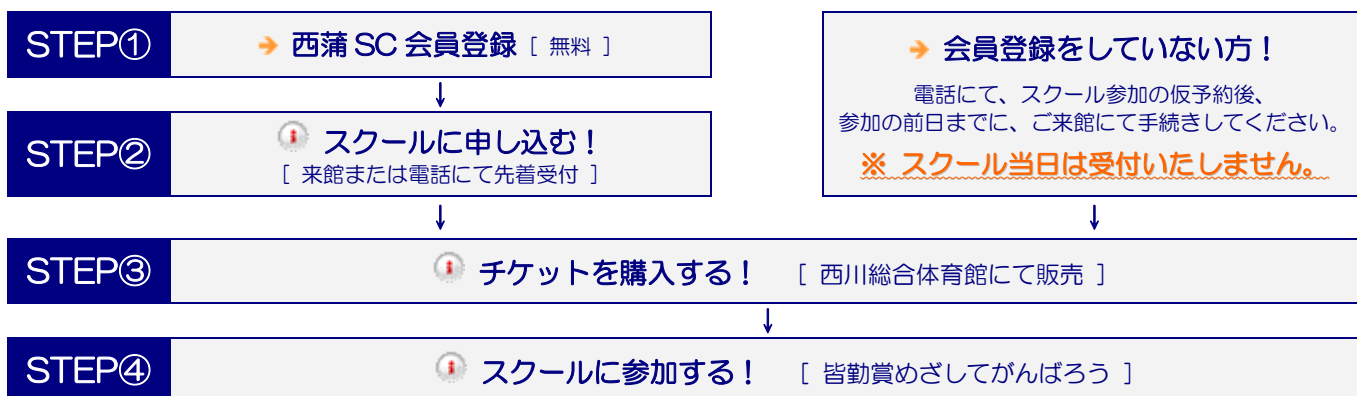 STEP①
西蒲 SC 会員登録 [ 無料 ]
STEP②
スクールに申し込む！
[ 来館または電話にて先着受付 ]
会員登録をしていない方！
電話にて、スクール参加の仮予約後、
参加の前日までに、ご来館にて手続きしてください。
※ スクール当日は受付いたしません。
STEP③
チケットを購入する！ [ 西川総合体育館にて販売 ]
STEP④
スクールに参加する！ [ 皆勤賞めざしてがんばろう ]